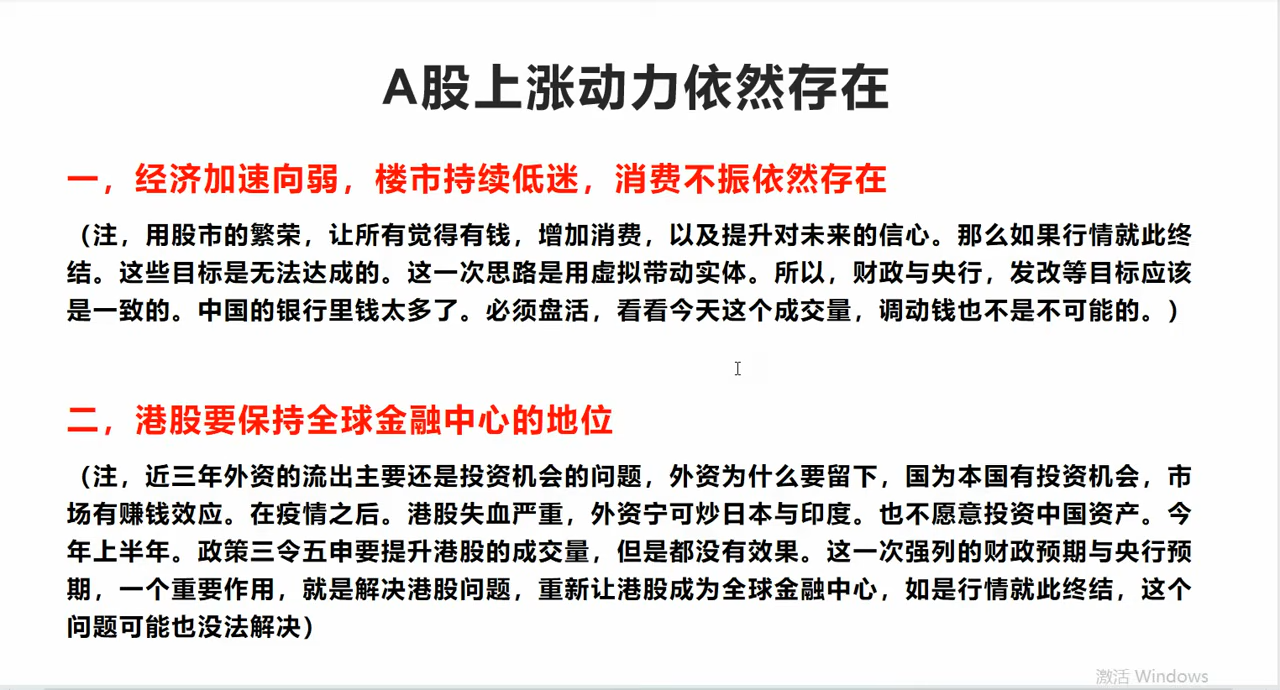 A股上涨动力依然存在
一，经济加速向弱，楼市持续低迷，消费不振依然存在
（注，用股市的繁荣，让所有觉得有钱，增加消费，以及提升对未来的信心。那么如果行情就此终
结。这些目标是无法达成的。这一次思路是用虚拟带动实体。所以，财政与央行，发改等目标应该
是一致的。中国的银行里钱太多了。必须盘活，看看今天这个成交量，调动钱也不是不可能的。）
二，港股要保持全球金融中心的地位
（注，近三年外资的流出主要还是投资机会的问题，外资为什么要留下，国为本国有投资机会，市
场有赚钱效应。在疫情之后。港股失血严重，外资宁可炒日本与印度。也不愿意投资中国资产。今
年上半年。政策三令五申要提升港股的成交量，但是都没有效果。这一次强列的财政预期与央行预
期，一个重要作用，就是解决港股问题，重新让港股成为全球金融中心，如是行情就此终结，这个
问题可能也没法解决）
激活 Windows